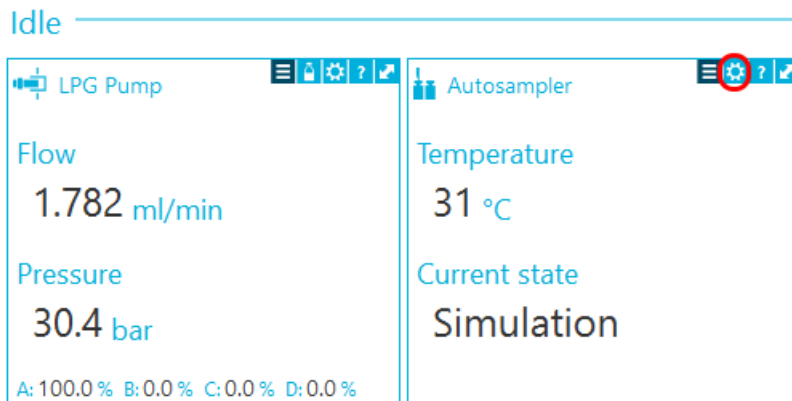 Idle
LPG Pump
?
Autosampler
?
Flow
1.782 ml/min
Temperature
31 °C
Pressure
30.4 bar
Current state
Simulation
A: 100.0 % B: 0.0 % C: 0.0 % D: 0.0 %